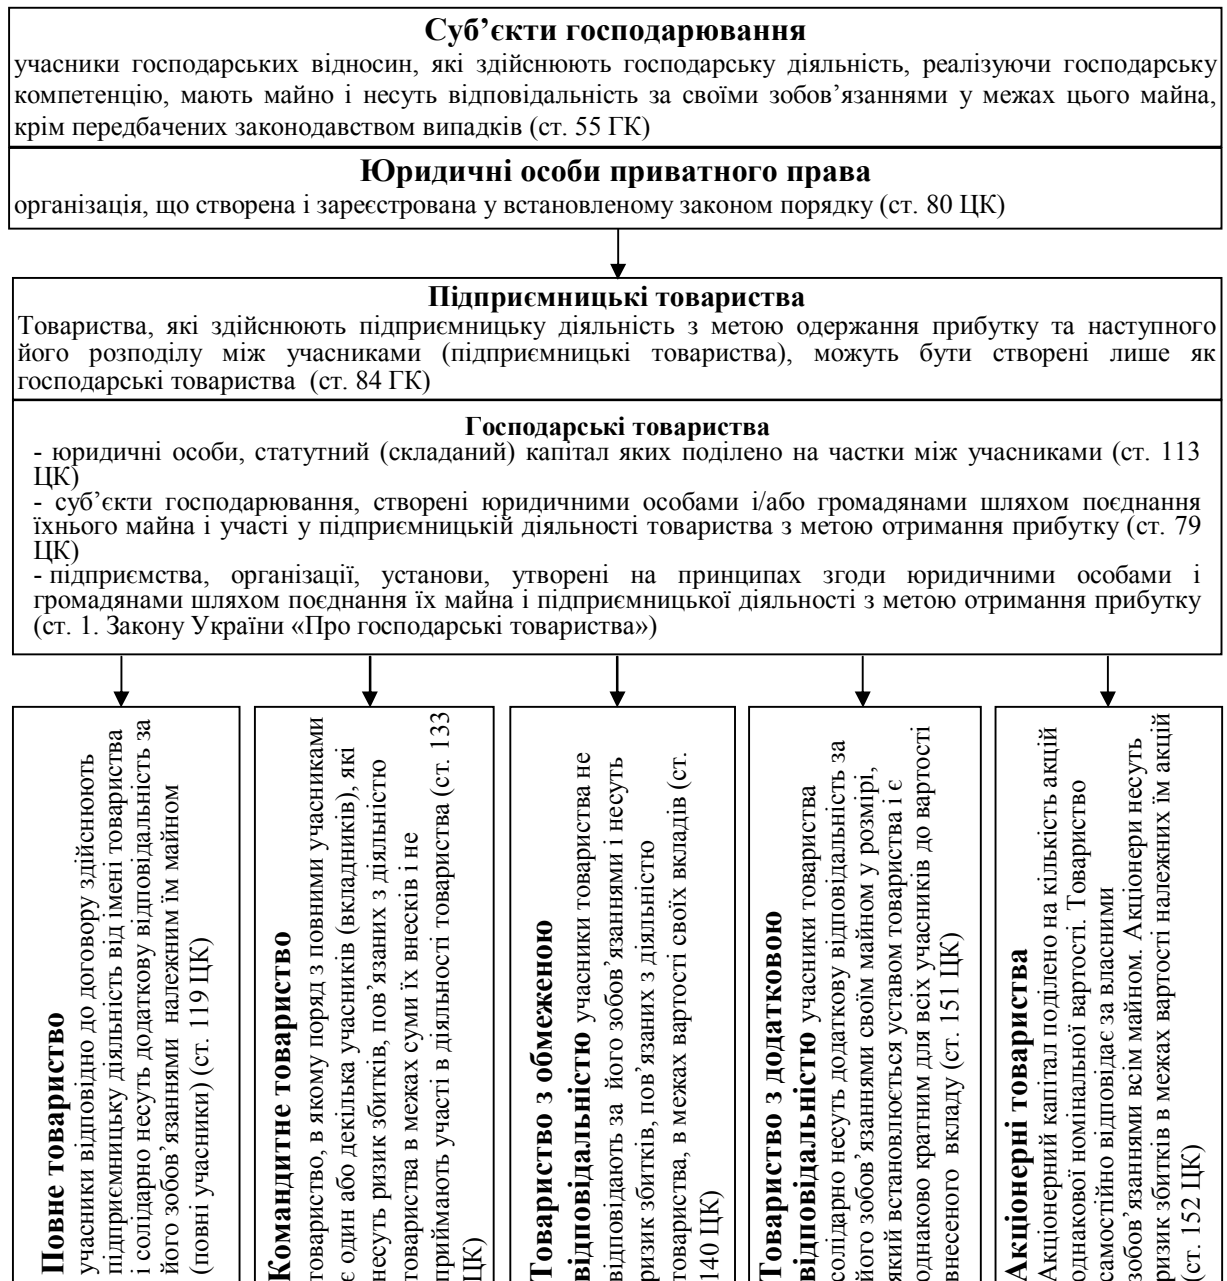 Суб’єкти господарювання
учасники господарських відносин, які здійснюють господарську діяльність, реалізуючи господарську
компетенцію, мають майно і несуть відповідальність за своїми зобов’язаннями у межах цього майна,
крім передбачених законодавством випадків (ст. 55 ГК)
Юридичні особи приватного права
організація, що створена і зареєстрована у встановленому законом порядку (ст. 80 ЦК)
Підприємницькі товариства
Товариства, які здійснюють підприємницьку діяльність з метою одержання прибутку та наступного
його розподілу між учасниками (підприємницькі товариства), можуть бути створені лише як
господарські товариства (ст. 84 ГК)
Господарські товариства
- юридичні особи, статутний (складаний) капітал яких поділено на частки між учасниками (ст. 113
ЦК)
- суб’єкти господарювання, створені юридичними особами і/або громадянами шляхом поєднання
їхнього майна і участі у підприємницькій діяльності товариства з метою отримання прибутку (ст. 79
ЦК)
- підприємства, організації, установи, утворені на принципах згоди юридичними особами і
громадянами шляхом поєднання їх майна і підприємницької діяльності з метою отримання прибутку
(ст. 1. Закону України «Про господарські товариства»)
Повне товариство
учасники відповідно до договору здійснюють
підприємницьку діяльність від імені товариства
і солідарно несуть додаткову відповідальність за
його зобов’язаннями належним їм майном
(повні учасники) (ст. 119 ЦК)
Командитне товариство
товариство, в якому поряд з повними учасниками
є один або декілька учасників (вкладників), які
несуть ризик збитків, пов’язаних з діяльністю
товариства в межах суми їх внесків і не
приймають участі в діяльності товариства (ст. 133
ЦК)
Товариство з обмеженою
відповідальністю учасники товариства не
відповідають за його зобов’язаннями і несуть
ризик збитків, пов’язаних з діяльністю
товариства, в межах вартості своїх вкладів (ст.
140 ЦК)
Товариство з додатковою
відповідальністю учасники товариства
солідарно несуть додаткову відповідальність за
його зобов’язаннями своїм майном у розмірі,
який встановлюється уставом товариства і є
однаково кратним для всіх учасників до вартості
внесеного вкладу (ст. 151 ЦК)
Акціонерні товариства
Акціонерний капітал поділено на кількість акцій
однакової номінальної вартості. Товариство
самостійно відповідає за власними
зобов’язаннями всім майном. Акціонери несуть
ризик збитків в межах вартості належних їм акцій
(ст. 152 ЦК)